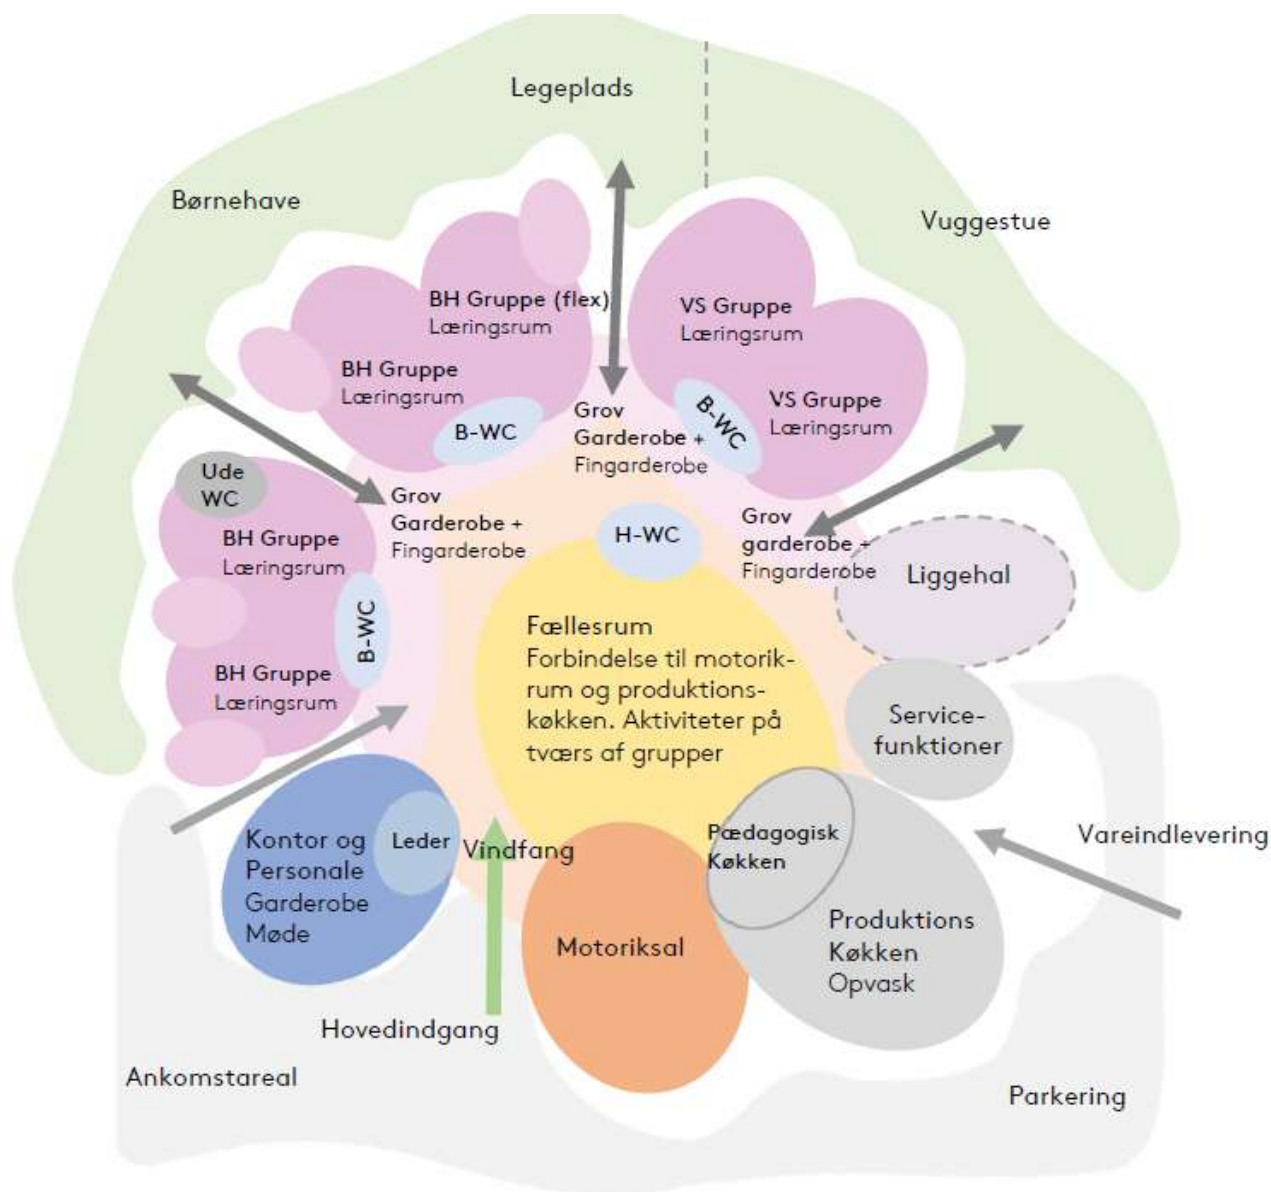 Legeplads
Børnehave
Vuggestue
BH Gruppe (flex)
Læringsrum
VS Gruppe
Læringsrum
BH Gruppe
Læringsrum
VS Gruppe
Læringsrum
B-WC
B-WC
Grov
Garderobe +
Fingarderobe
Ude
WC
Grov
Garderobe +
Fingarderobe
Grov
garderobe +
Fingarderobe
H-WC
BH Gruppe
Læringsrum
Liggehal
B-WC
Fællesrum
Forbindelse til motorik-
rum og produktions-
køkken. Aktiviteter på
tværs af grupper
BH Gruppe
Læringsrum
Service-
funktioner
Kontor og
Personale
Garderobe
Møde
Leder
Vindfang
Pædagogisk
Køkken
Vareindlevering
Produktions
Køkken
Opvask
Motoriksal
Hovedindgang
Ankomstareal
Parkering